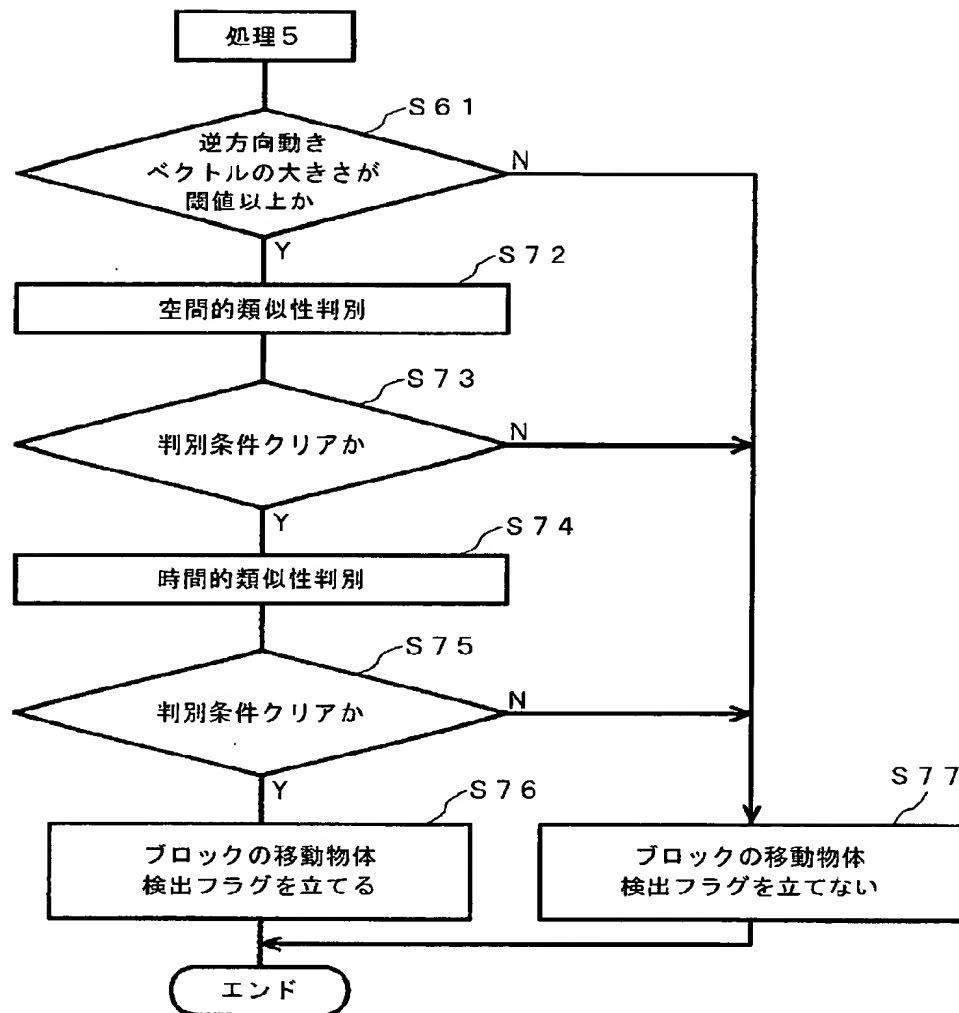 処理5
S61
逆方向動き
ベクトルの大きさが
閾値以上か
N
Y
S72
空間的類似性判別
S73
判別条件クリアか
N
Y
S74
時間的類似性判別
S75
判別条件クリアか
N
Y
S76
ブロックの移動物体
検出フラグを立てる
S77
ブロックの移動物体
検出フラグを立てない
エンド